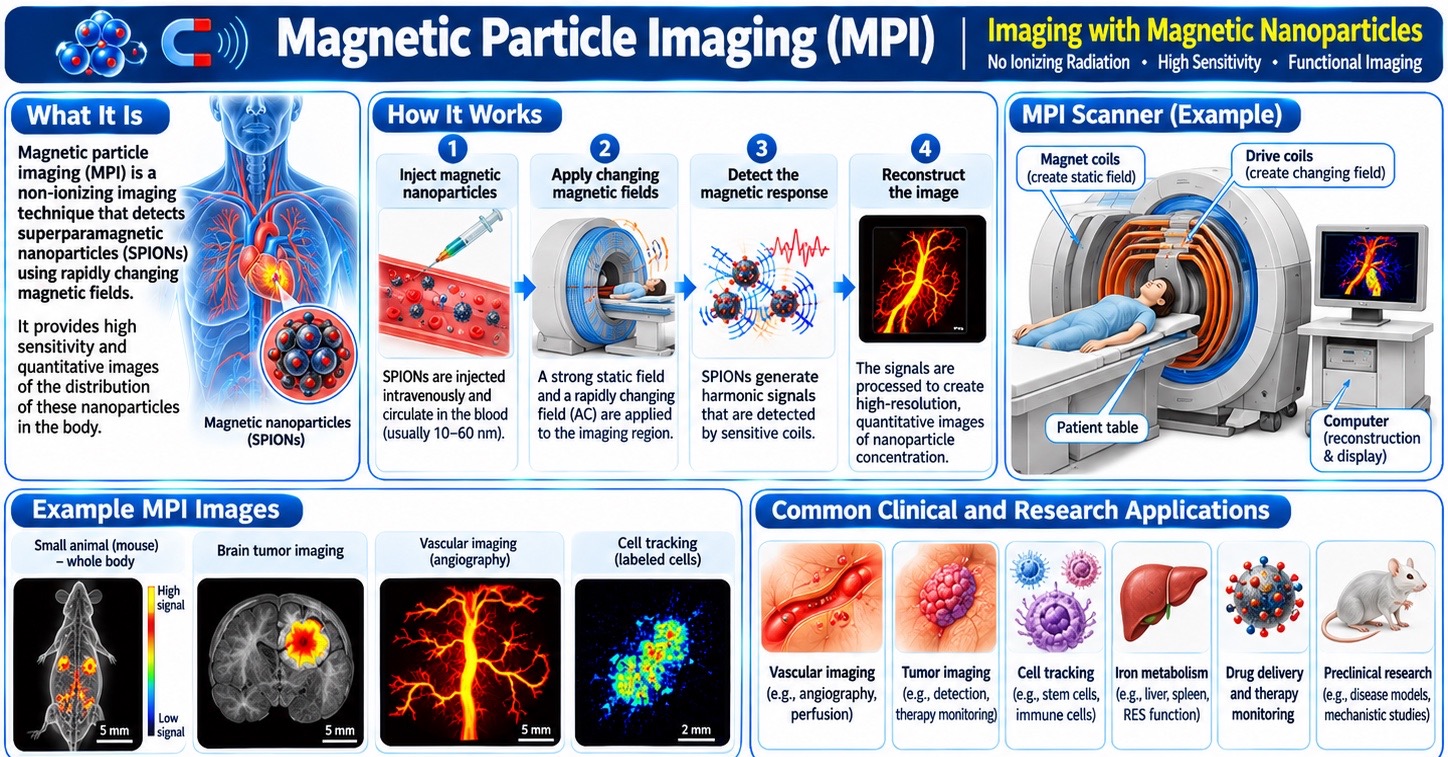 Magnetic Particle Imaging (MPI)
Imaging with Magnetic Nanoparticles
No Ionizing Radiation • High Sensitivity • Functional Imaging
What It Is
Magnetic particle
imaging (MPI) is a
non-ionizing imaging
technique that detects
superparamagnetic
nanoparticles (SPIONs)
using rapidly changing
magnetic fields.
It provides high
sensitivity and
quantitative images
of the distribution
of these nanoparticles
in the body.
Magnetic nanoparticles
(SPIONs)
How It Works
1
Inject magnetic
nanoparticles
SPIONs are injected
intravenously and
circulate in the blood
(usually 10–60 nm).
2
Apply changing
magnetic fields
A strong static field
and a rapidly changing
field (AC) are applied
to the imaging region.
3
Detect the
magnetic response
SPIONs generate
harmonic signals
that are detected
by sensitive coils.
4
Reconstruct
the image
The signals are
processed to create
high-resolution,
quantitative images
of nanoparticle
concentration.
MPI Scanner (Example)
Magnet coils
(create static field)
Drive coils
(create changing field)
Patient table
Computer
(reconstruction
& display)
Example MPI Images
Small animal (mouse)
– whole body
High
signal
Low
signal
5 mm
Brain tumor imaging
5 mm
Vascular imaging
(angiography)
5 mm
Cell tracking
(labeled cells)
2 mm
Common Clinical and Research Applications
Vascular imaging
(e.g., angiography,
perfusion)
Tumor imaging
(e.g., detection,
therapy monitoring)
Cell tracking
(e.g., stem cells,
immune cells)
Iron metabolism
(e.g., liver, spleen,
RES function)
Drug delivery
and therapy
monitoring
Preclinical research
(e.g., disease models,
mechanistic studies)